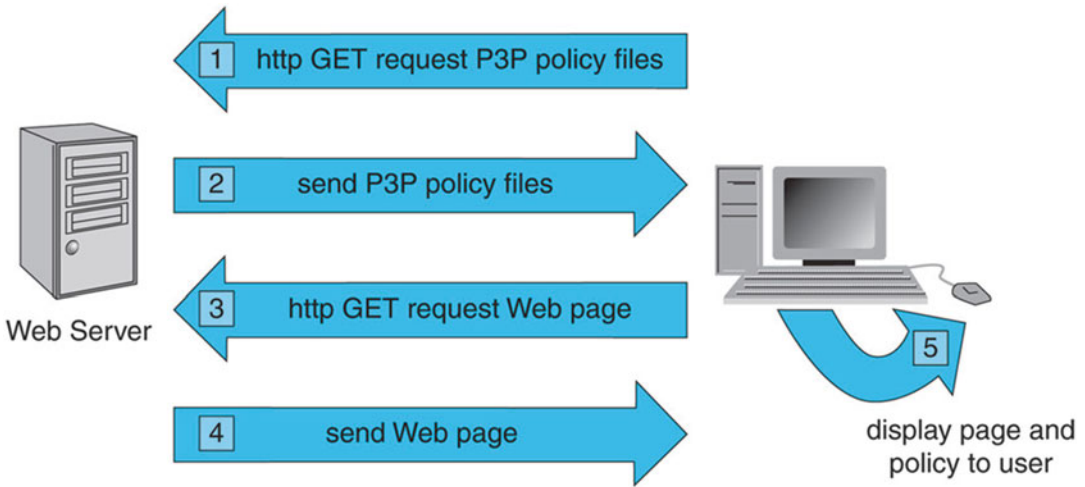 1 http GET request P3P policy files
2 send P3P policy files
3 http GET request Web page
Web Server
5
4 send Web page
display page and
policy to user